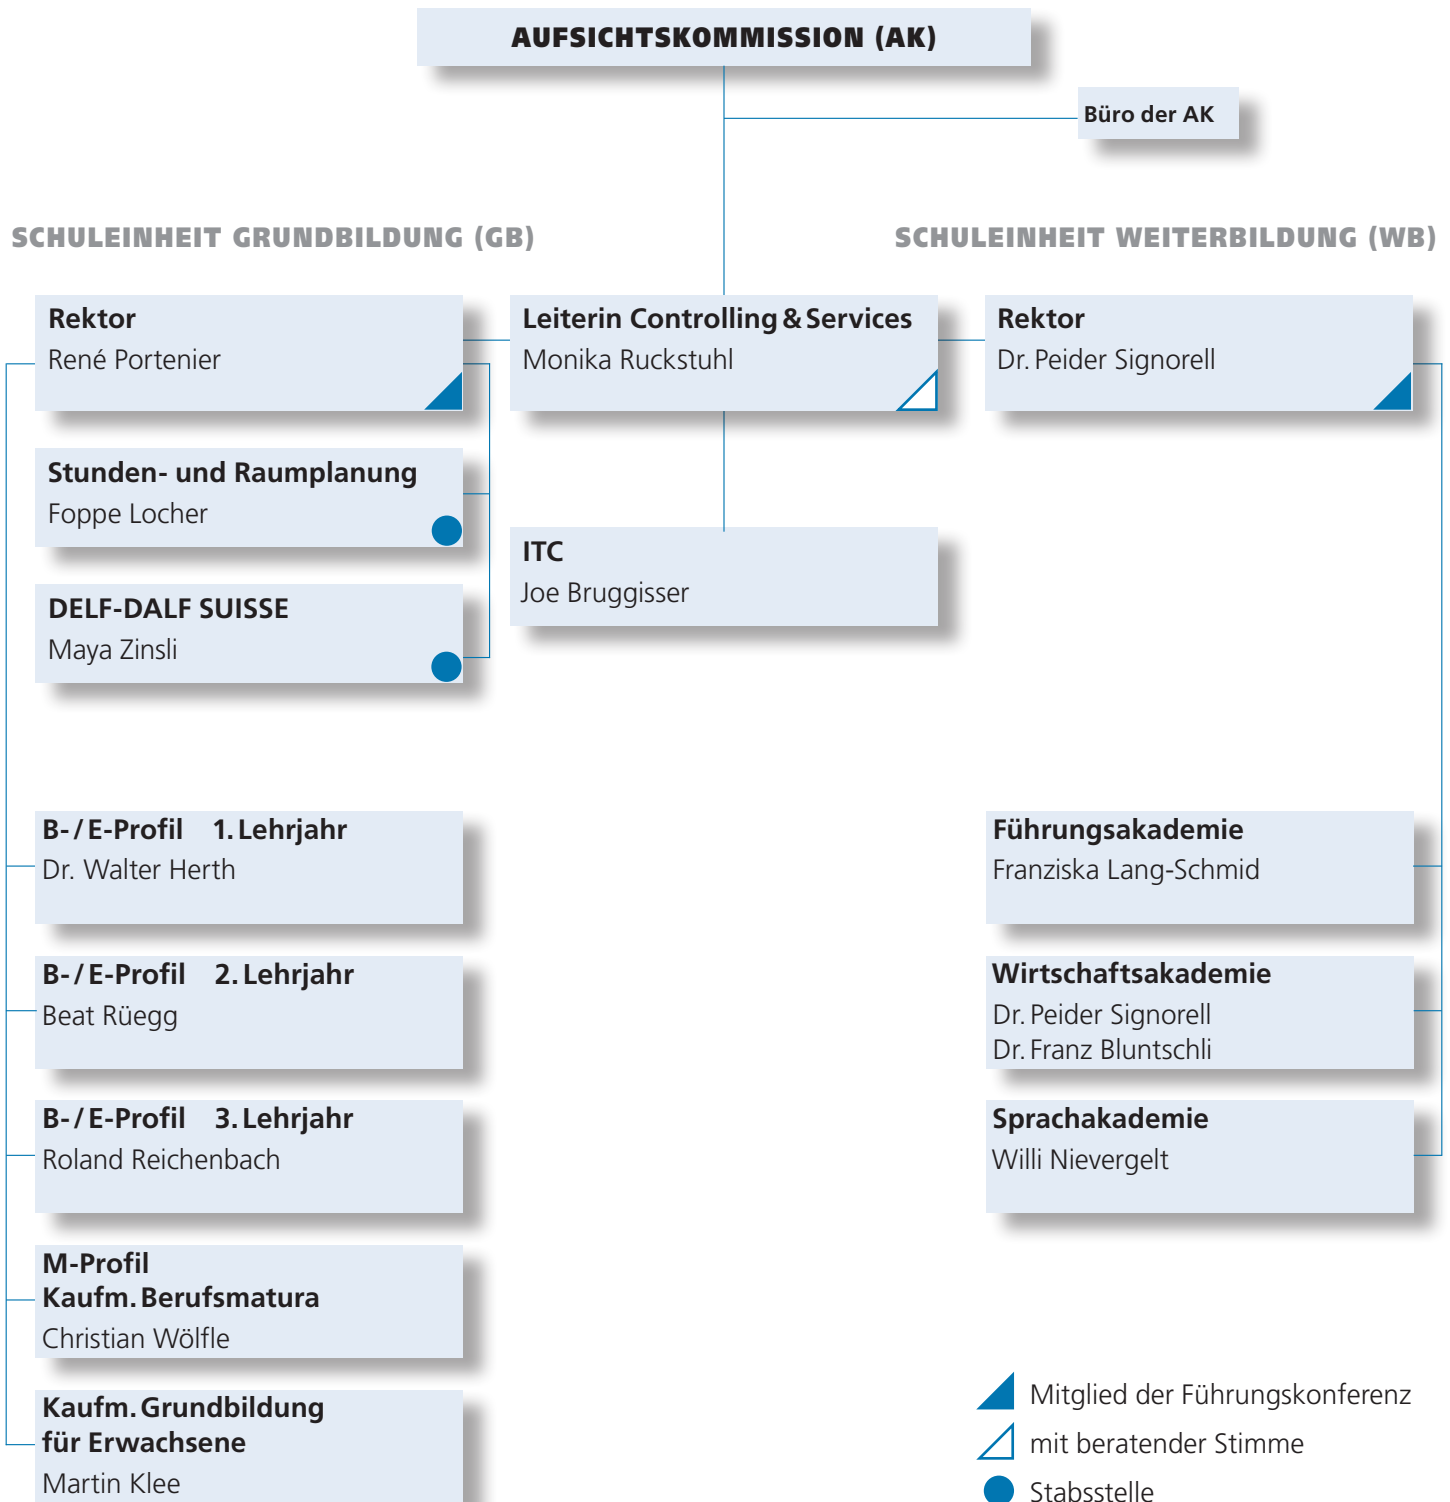 AUFSICHTSKOMMISSION (AK)
Büro der AK
SCHULEINHEIT GRUNDBILDUNG (GB)
SCHULEINHEIT WEITERBILDUNG (WB)
Rektor
René Portenier
Leiterin Controlling & Services
Monika Ruckstuhl
Rektor
Dr. Peider Signorell
Stunden- und Raumplanung
Foppe Locher
ITC
Joe Bruggisser
DELF-DALF SUISSE
Maya Zinsli
B- / E-Profil 1. Lehrjahr
Dr. Walter Herth
B- / E-Profil 2. Lehrjahr
Beat Rüegg
B- / E-Profil 3. Lehrjahr
Roland Reichenbach
M-Profil
Kaufm. Berufsmatura
Christian Wölfle
Kaufm. Grundbildung
für Erwachsene
Martin Klee
Führungsakademie
Franziska Lang-Schmid
Wirtschaftsakademie
Dr. Peider Signorell
Dr. Franz Bluntschli
Sprachakademie
Willi Nievergelt
Mitglied der Führungskonferenz
mit beratender Stimme
Stabsstelle